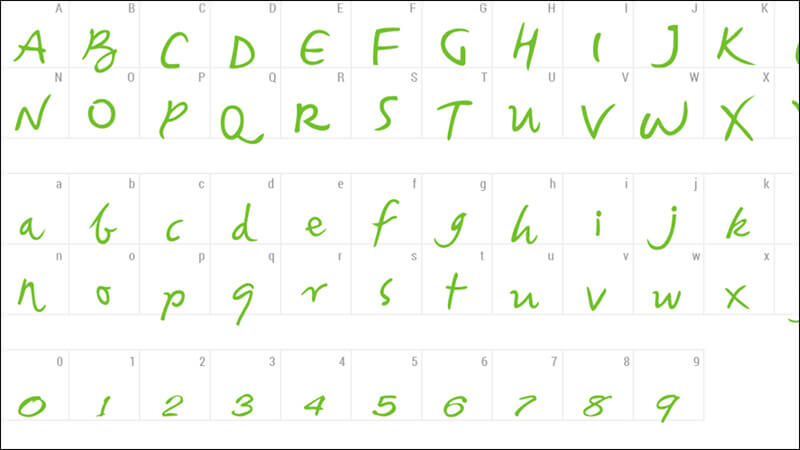 A B C D E F G H I J K
A B C D E F G H I J K
N O P Q R S T U V W X
N O P Q R S T U V W X
a b c d e f g h i j k
a b c d e f g h i j k
n o p q r s t u v w x
n o p q r s t u v w x
0 1 2 3 4 5 6 7 8 9
0 1 2 3 4 5 6 7 8 9